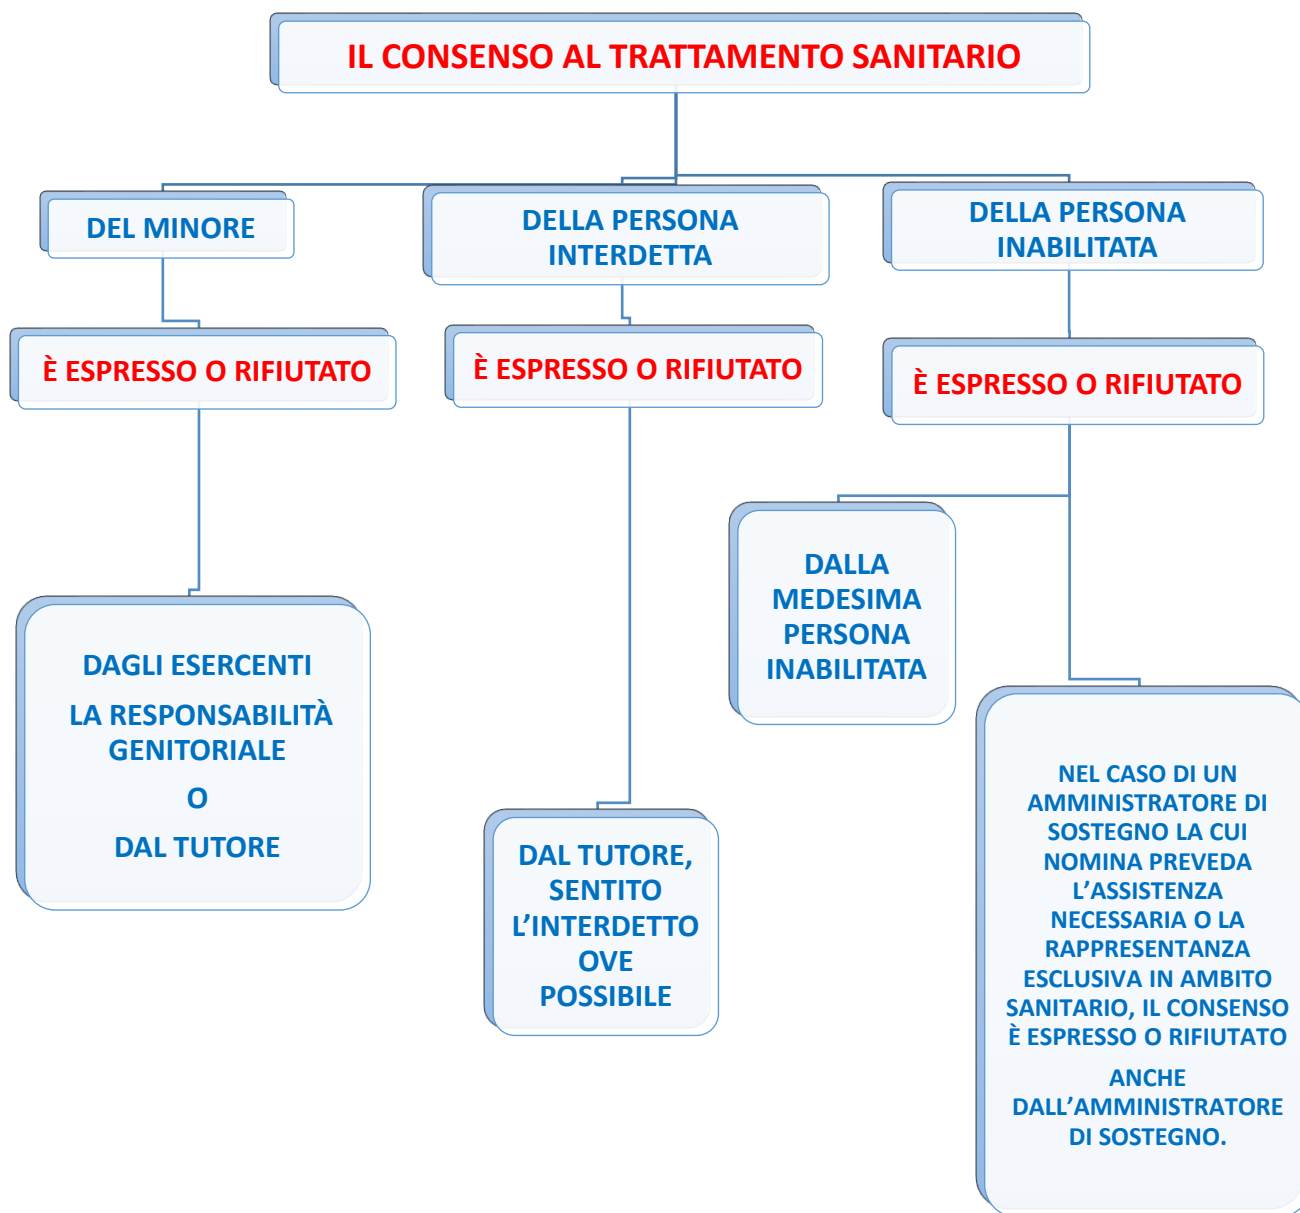 IL CONSENSO AL TRATTAMENTO SANITARIO
DEL MINORE
DELLA PERSONA
INTERDETTA
DELLA PERSONA
INABILITATA
È ESPRESSO O RIFIUTATO
È ESPRESSO O RIFIUTATO
È ESPRESSO O RIFIUTATO
DAGLI ESERCENTI
LA RESPONSABILITÀ
GENITORIALE
O
DAL TUTORE
DAL TUTORE,
SENTITO
L’INTERDETTO
OVE
POSSIBILE
DALLA
MEDESIMA
PERSONA
INABILITATA
NEL CASO DI UN
AMMINISTRATORE DI
SOSTEGNO LA CUI
NOMINA PREVEDA
L’ASSISTENZA
NECESSARIA O LA
RAPPRESENTANZA
ESCLUSIVA IN AMBITO
SANITARIO, IL CONSENSO
È ESPRESSO O RIFIUTATO
ANCHE
DALL’AMMINISTRATORE
DI SOSTEGNO.